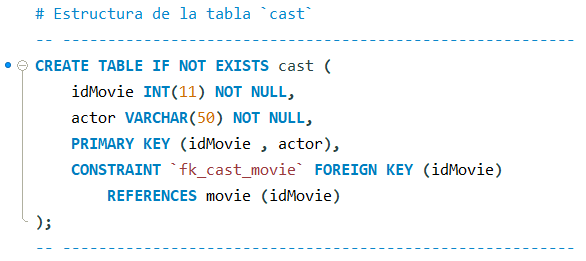 # Estructura de la tabla `cast`
-- ---------------------------------------------------------
CREATE TABLE IF NOT EXISTS cast (
idMovie INT(11) NOT NULL,
actor VARCHAR(50) NOT NULL,
PRIMARY KEY (idMovie , actor),
CONSTRAINT `fk_cast_movie` FOREIGN KEY (idMovie)
REFERENCES movie (idMovie)
);
-- ---------------------------------------------------------